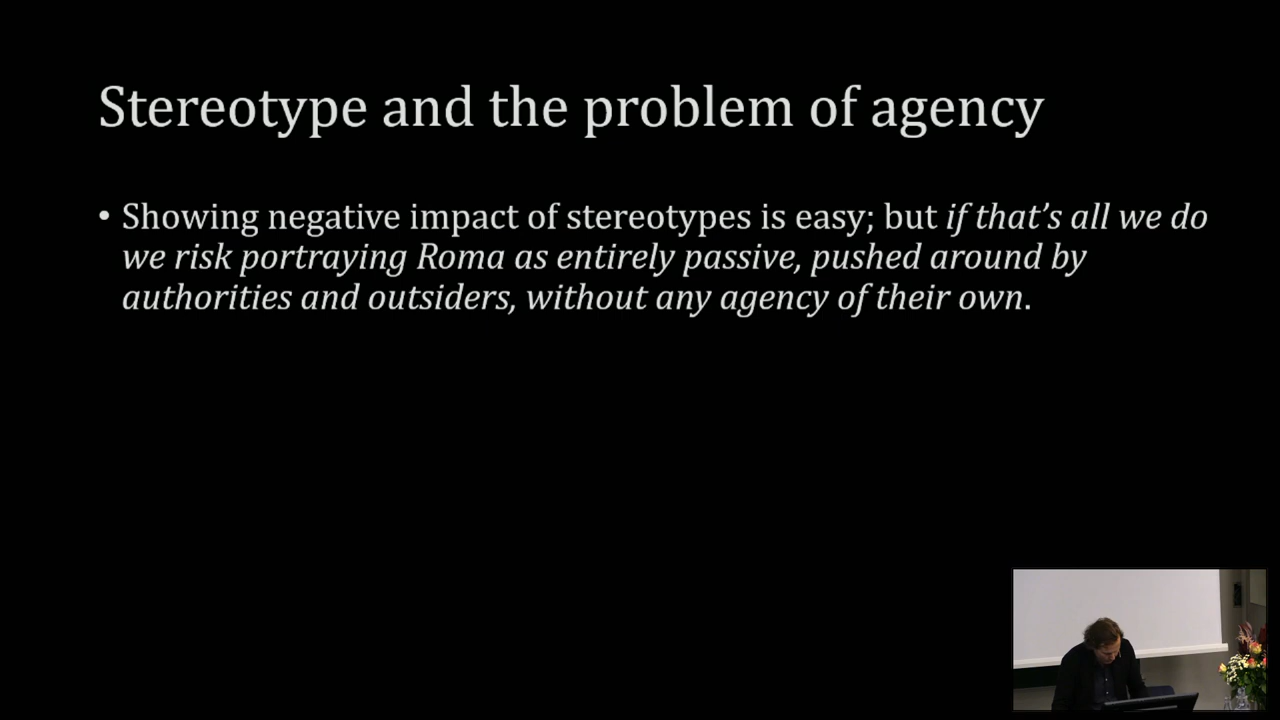 Stereotype and the problem of agency
• Showing negative impact of stereotypes is easy; but if that’s all we do
we risk portraying Roma as entirely passive, pushed around by
authorities and outsiders, without any agency of their own.